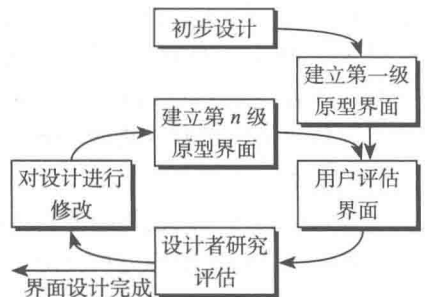 初步设计
建立第一级
原型界面
建立第 n 级
原型界面
对设计进行
修改
用户评估
界面
设计者研究
评估
界面设计完成